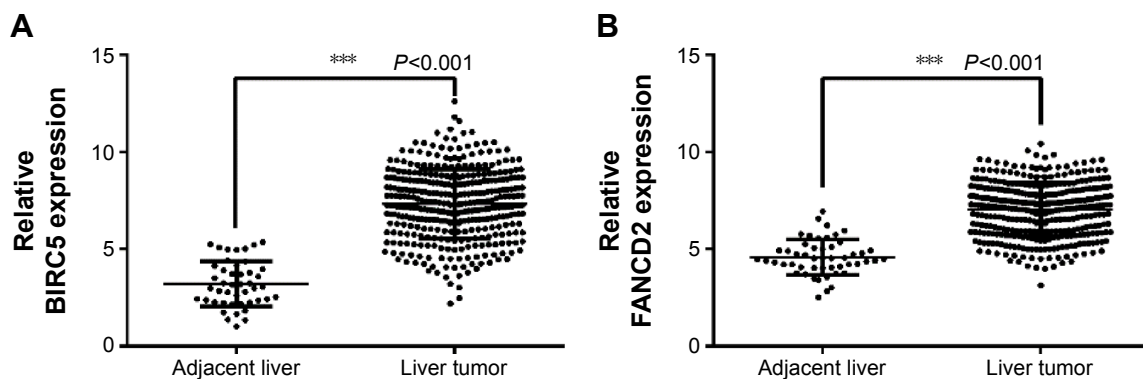 A
Relative
BIRC5 expression
15
10
5
0
*** P<0.001
Adjacent liver
Liver tumor
B
Relative
FANCD2 expression
15
10
5
0
*** P<0.001
Adjacent liver
Liver tumor